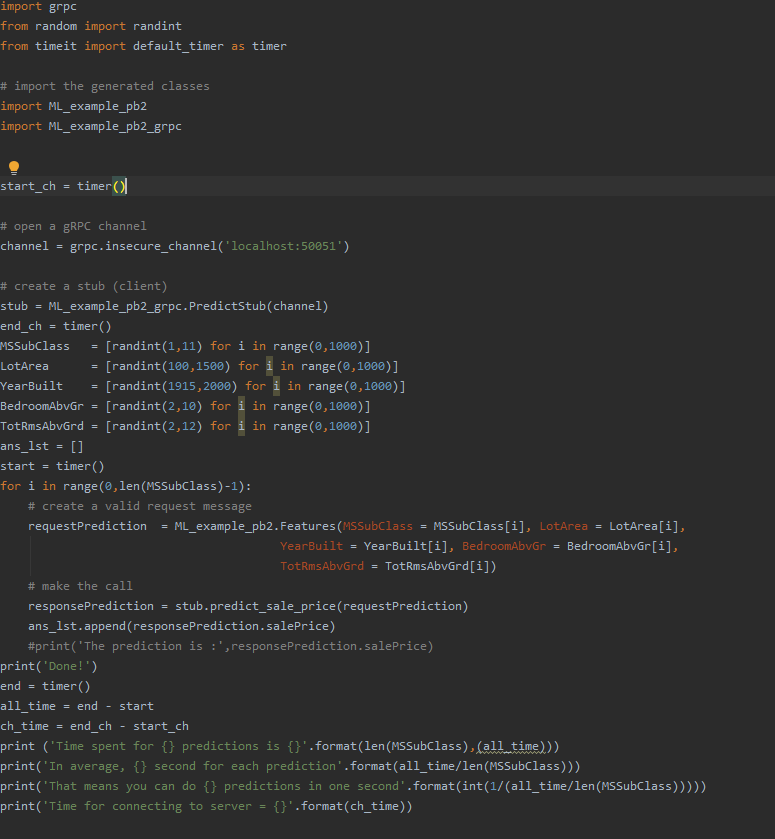 import grpc
from random import randint
from timeit import default_timer as timer
# import the generated classes
import ML_example_pb2
import ML_example_pb2_grpc
start_ch = timer()
# open a gRPC channel
channel = grpc.insecure_channel('localhost:50051')
# create a stub (client)
stub = ML_example_pb2_grpc.PredictStub(channel)
end_ch = timer()
MSSubClass   = [randint(1,11) for i in range(0,1000)]
LotArea      = [randint(100,1500) for i in range(0,1000)]
YearBuilt    = [randint(1915,2000) for i in range(0,1000)]
BedroomAbvGr = [randint(2,10) for i in range(0,1000)]
TotRmsAbvGrd = [randint(2,12) for i in range(0,1000)]
ans_lst = []
start = timer()
for i in range(0,len(MSSubClass)-1):
    # create a valid request message
    requestPrediction  = ML_example_pb2.Features(MSSubClass = MSSubClass[i], LotArea = LotArea[i],
                                        YearBuilt = YearBuilt[i], BedroomAbvGr = BedroomAbvGr[i],
                                        TotRmsAbvGrd = TotRmsAbvGrd[i])
    # make the call
    responsePrediction = stub.predict_sale_price(requestPrediction)
    ans_lst.append(responsePrediction.salePrice)
    #print('The prediction is :',responsePrediction.salePrice)
print('Done!')
end = timer()
all_time = end - start
ch_time = end_ch - start_ch
print ('Time spent for {} predictions is {}'.format(len(MSSubClass),(all_time)))
print('In average, {} second for each prediction'.format(all_time/len(MSSubClass)))
print('That means you can do {} predictions in one second'.format(int(1/(all_time/len(MSSubClass)))))
print('Time for connecting to server = {}'.format(ch_time))